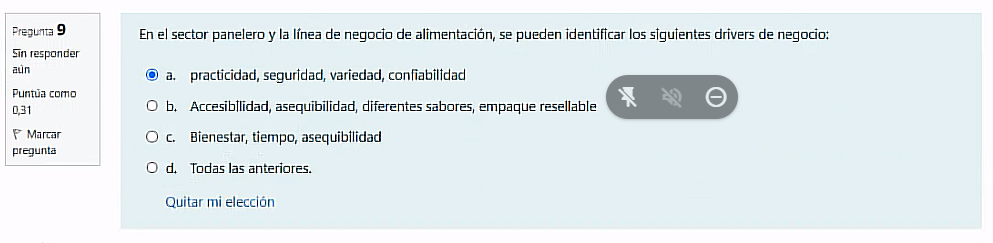 Pregunta 9
Sin responder
aún
Puntúa como
0,31
Marcar
pregunta
En el sector panelero y la línea de negocio de alimentación, se pueden identificar los siguientes drivers de negocio:
a. practicidad, seguridad, variedad, confiabilidad
b. Accesibilidad, asequibilidad, diferentes sabores, empaque resellable
c. Bienestar, tiempo, asequibilidad
d. Todas las anteriores.
Quitar mi elección